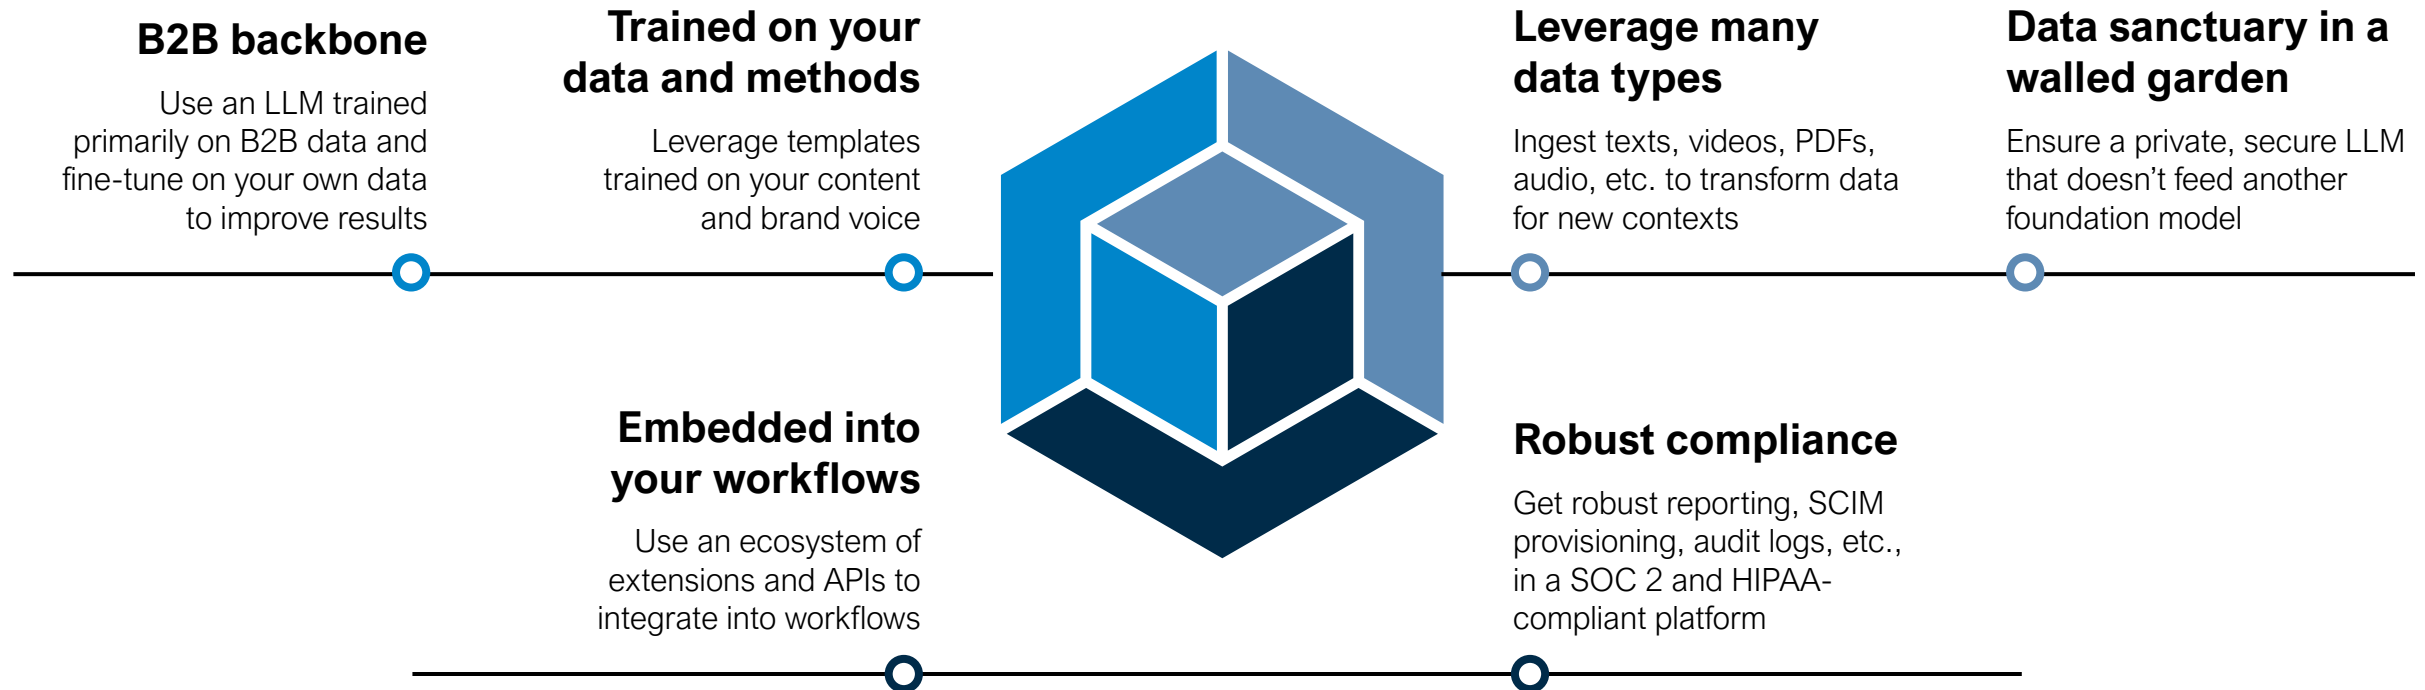 B2B backbone
Use an LLM trained
primarily on B2B data and
fine-tune on your own data
to improve results
Trained on your
data and methods
Leverage templates
trained on your content
and brand voice
Leverage many
data types
Ingest texts, videos, PDFs,
audio, etc. to transform data
for new contexts
Data sanctuary in a
walled garden
Ensure a private, secure LLM
that doesn’t feed another
foundation model
Embedded into
your workflows
Use an ecosystem of
extensions and APIs to
integrate into workflows
Robust compliance
Get robust reporting, SCIM
provisioning, audit logs, etc.,
in a SOC 2 and HIPAA-
compliant platform